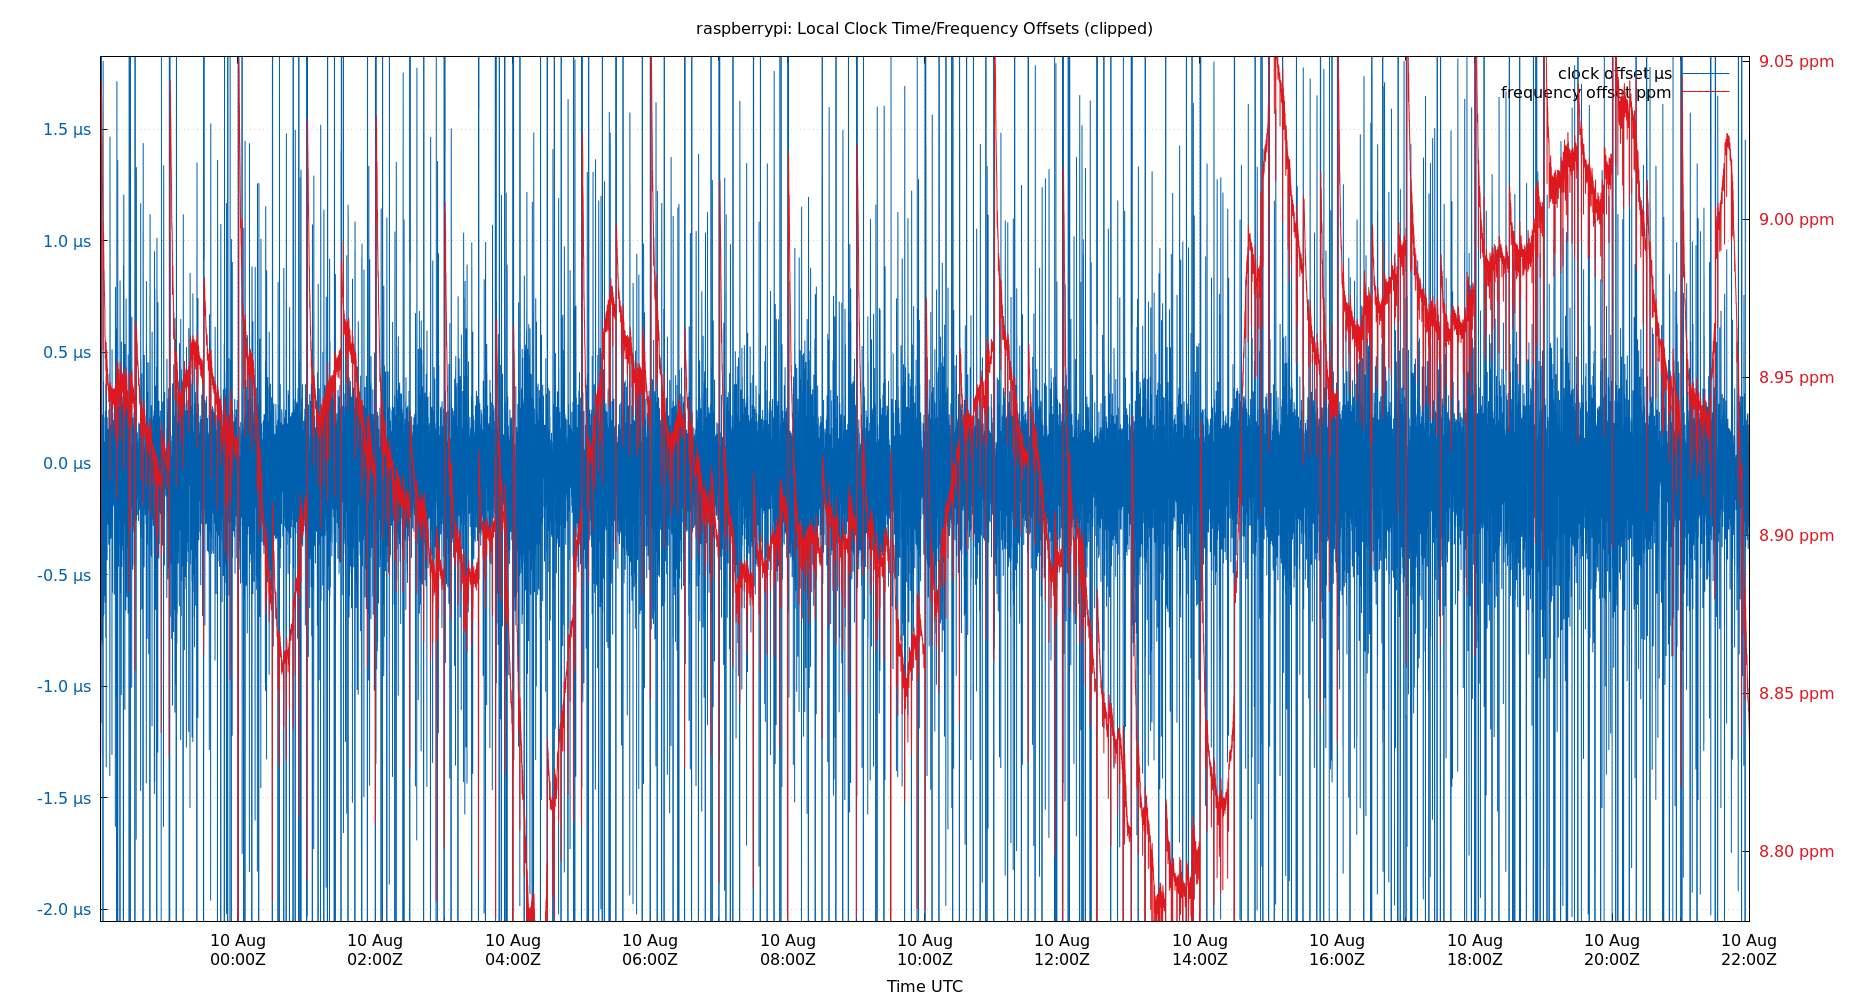 raspberrypi: Local Clock Time/Frequency Offsets (clipped)
clock offset µs
frequency offset ppm
1.5 µs
1.0 µs
0.5 µs
0.0 µs
-0.5 µs
-1.0 µs
-1.5 µs
-2.0 µs
9.05 ppm
9.00 ppm
8.95 ppm
8.90 ppm
8.85 ppm
8.80 ppm
10 Aug 10 Aug 10 Aug 10 Aug 10 Aug 10 Aug 10 Aug 10 Aug 10 Aug 10 Aug 10 Aug 10 Aug
00:00Z 02:00Z 04:00Z 06:00Z 08:00Z 10:00Z 12:00Z 14:00Z 16:00Z 18:00Z 20:00Z 22:00Z
Time UTC